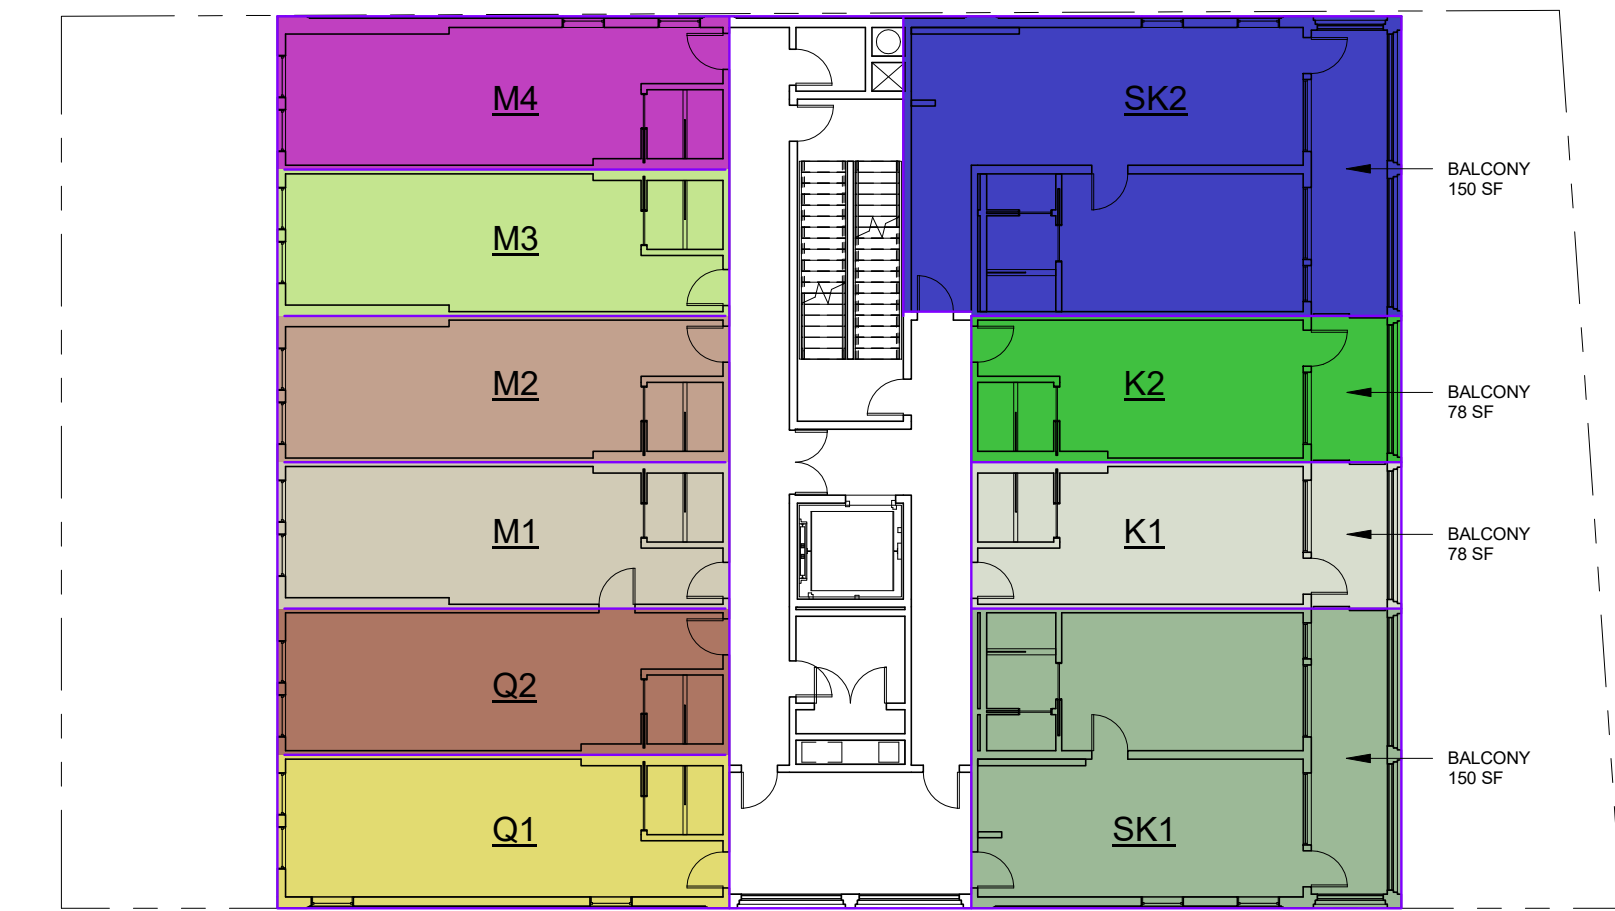 M4
SK2
BALCONY
150 SF
M3
M2
K2
BALCONY
78 SF
M1
K1
BALCONY
78 SF
Q2
BALCONY
150 SF
Q1
SK1